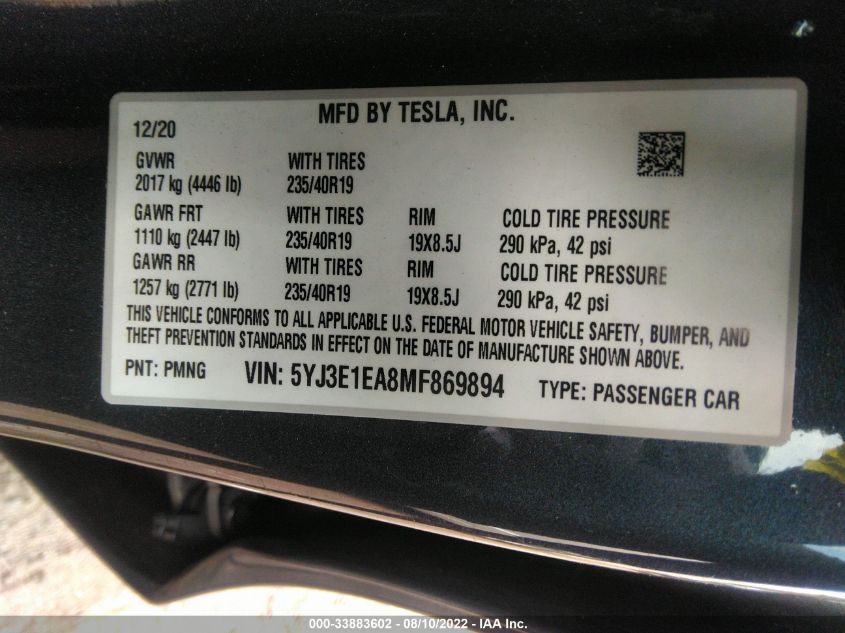 MFD BY TESLA, INC.
12/20
GVWR WITH TIRES
2017 kg (4446 lb) 235/40R19
GAWR FRT WITH TIRES RIM COLD TIRE PRESSURE
1110 kg (2447 lb) 235/40R19 19X8.5J 290 kPa, 42 psi
GAWR RR WITH TIRES RIM COLD TIRE PRESSURE
1257 kg (2771 lb) 235/40R19 19X8.5J 290 kPa, 42 psi
THIS VEHICLE CONFORMS TO ALL APPLICABLE U.S. FEDERAL MOTOR VEHICLE SAFETY, BUMPER, AND
THEFT PREVENTION STANDARDS IN EFFECT ON THE DATE OF MANUFACTURE SHOWN ABOVE.
PNT: PMNG VIN: 5YJ3E1EA8MF869894 TYPE: PASSENGER CAR
000-33883602 - 08/10/2022 - IAA Inc.